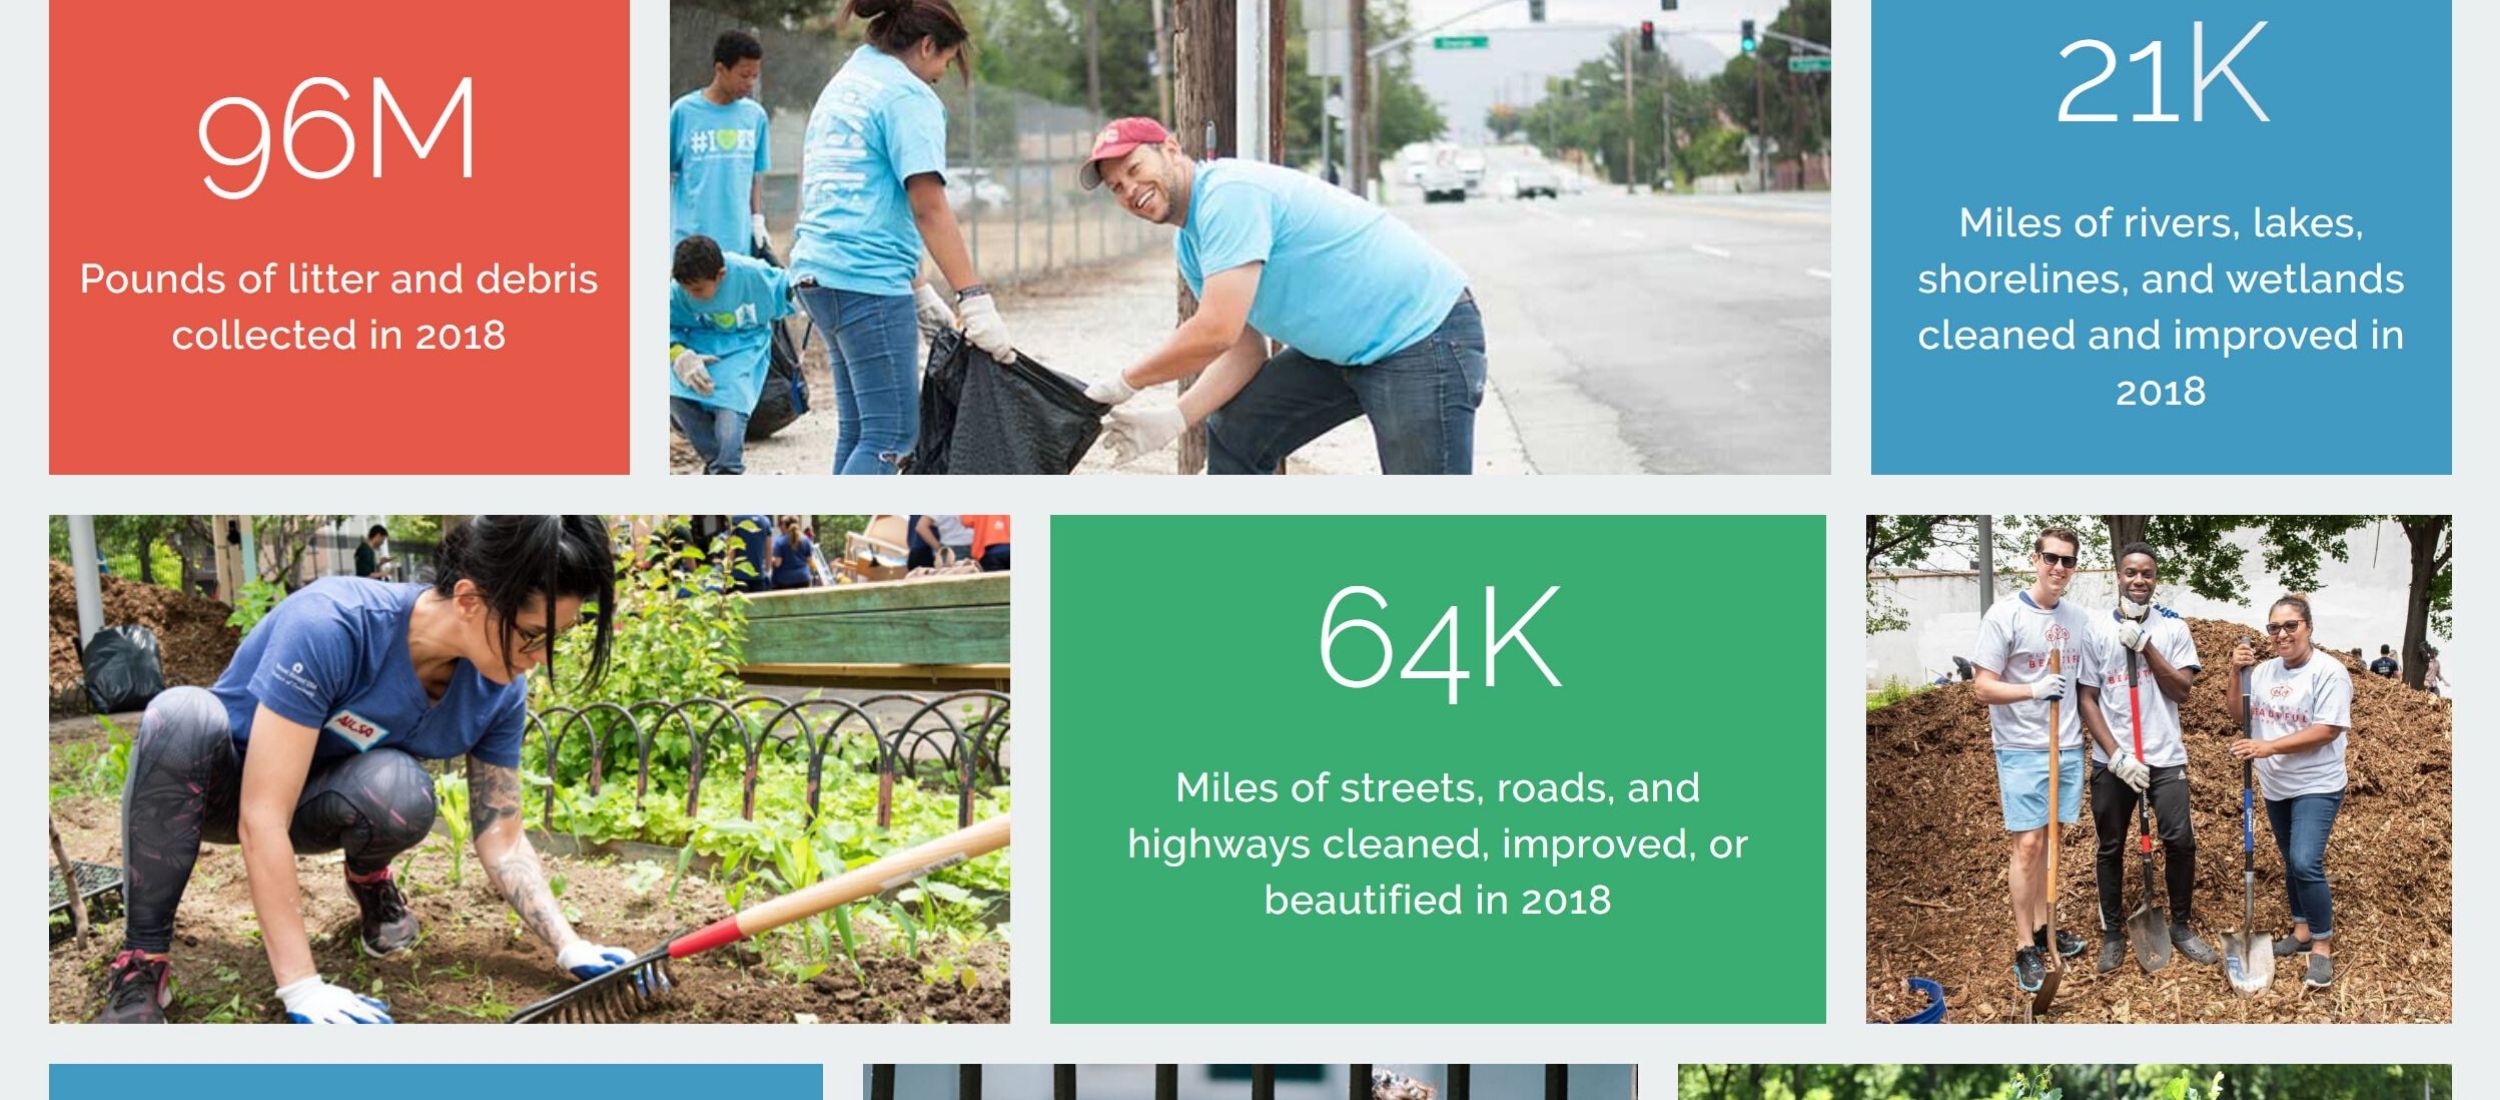 96M
Pounds of litter and debris
collected in 2018
#I
21K
Miles of rivers, lakes,
shorelines, and wetlands
cleaned and improved in
2018
AILSA
64K
Miles of streets, roads, and
highways cleaned, improved, or
beautified in 2018